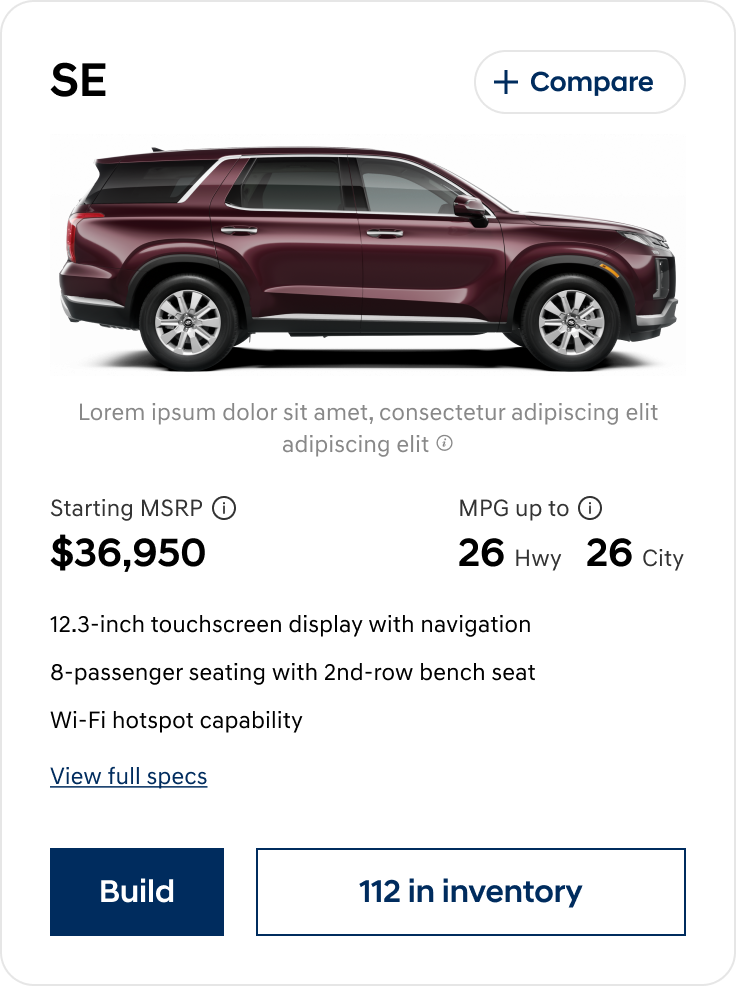 SE
Compare
Lorem ipsum dolor sit amet, consectetur adipiscing elit
adipiscing elit
Starting MSRP
MPG up to
$36,950
26 Hwy 26 City
12.3-inch touchscreen display with navigation
8-passenger seating with 2nd-row bench seat
Wi-Fi hotspot capability
View full specs
Build
112 in inventory